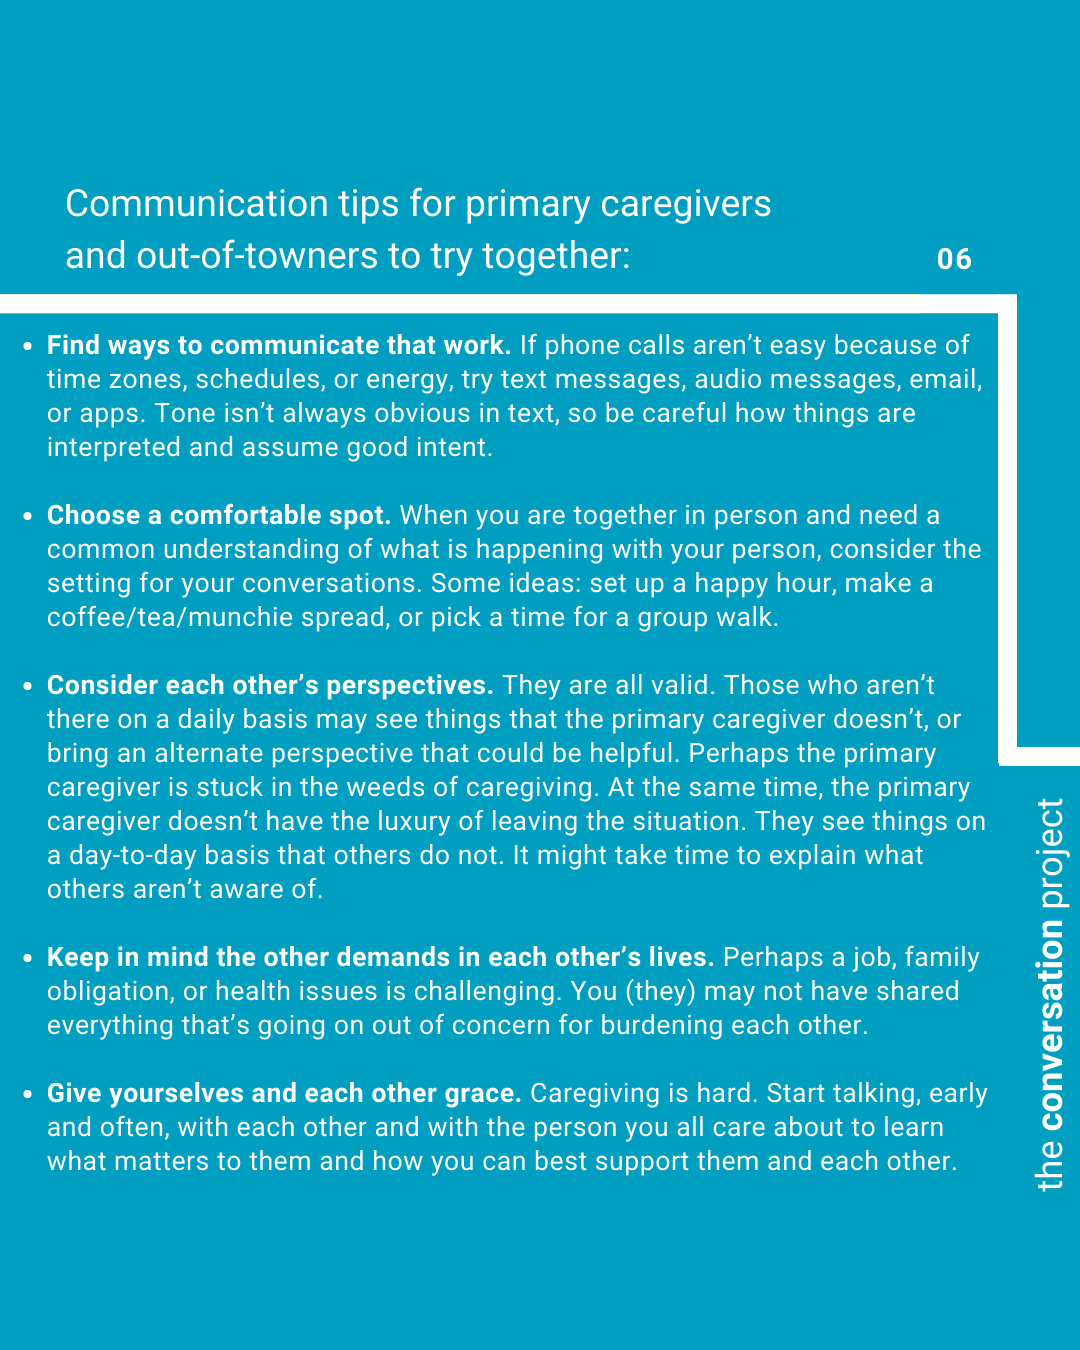 Communication tips for primary caregivers
and out-of-towners to try together:
06
• Find ways to communicate that work. If phone calls aren’t easy because of
time zones, schedules, or energy, try text messages, audio messages, email,
or apps. Tone isn’t always obvious in text, so be careful how things are
interpreted and assume good intent.
• Choose a comfortable spot. When you are together in person and need a
common understanding of what is happening with your person, consider the
setting for your conversations. Some ideas: set up a happy hour, make a
coffee/tea/munchie spread, or pick a time for a group walk.
• Consider each other’s perspectives. They are all valid. Those who aren’t
there on a daily basis may see things that the primary caregiver doesn’t, or
bring an alternate perspective that could be helpful. Perhaps the primary
caregiver is stuck in the weeds of caregiving. At the same time, the primary
caregiver doesn’t have the luxury of leaving the situation. They see things on
a day-to-day basis that others do not. It might take time to explain what
others aren’t aware of.
• Keep in mind the other demands in each other’s lives. Perhaps a job, family
obligation, or health issues is challenging. You (they) may not have shared
everything that’s going on out of concern for burdening each other.
• Give yourselves and each other grace. Caregiving is hard. Start talking, early
and often, with each other and with the person you all care about to learn
what matters to them and how you can best support them and each other.
the conversation project